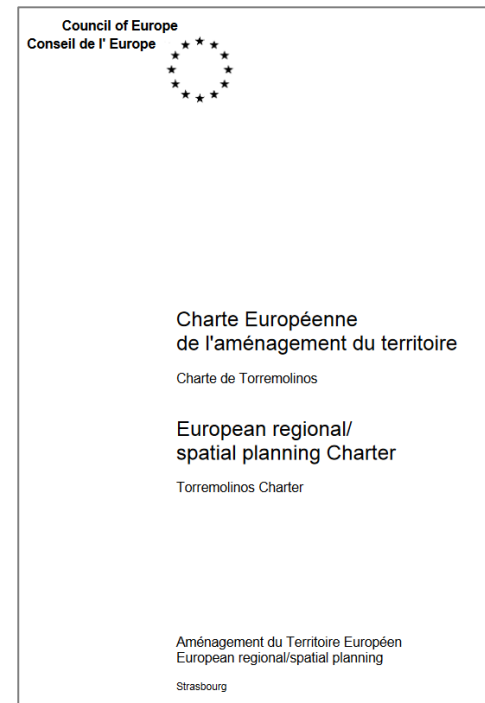 Council of Europe
Conseil de l' Europe
Charte Européenne
de l'aménagement du territoire
Charte de Torremolinos
European regional/
spatial planning Charter
Torremolinos Charter
Aménagement du Territoire Européen
European regional/spatial planning
Strasbourg